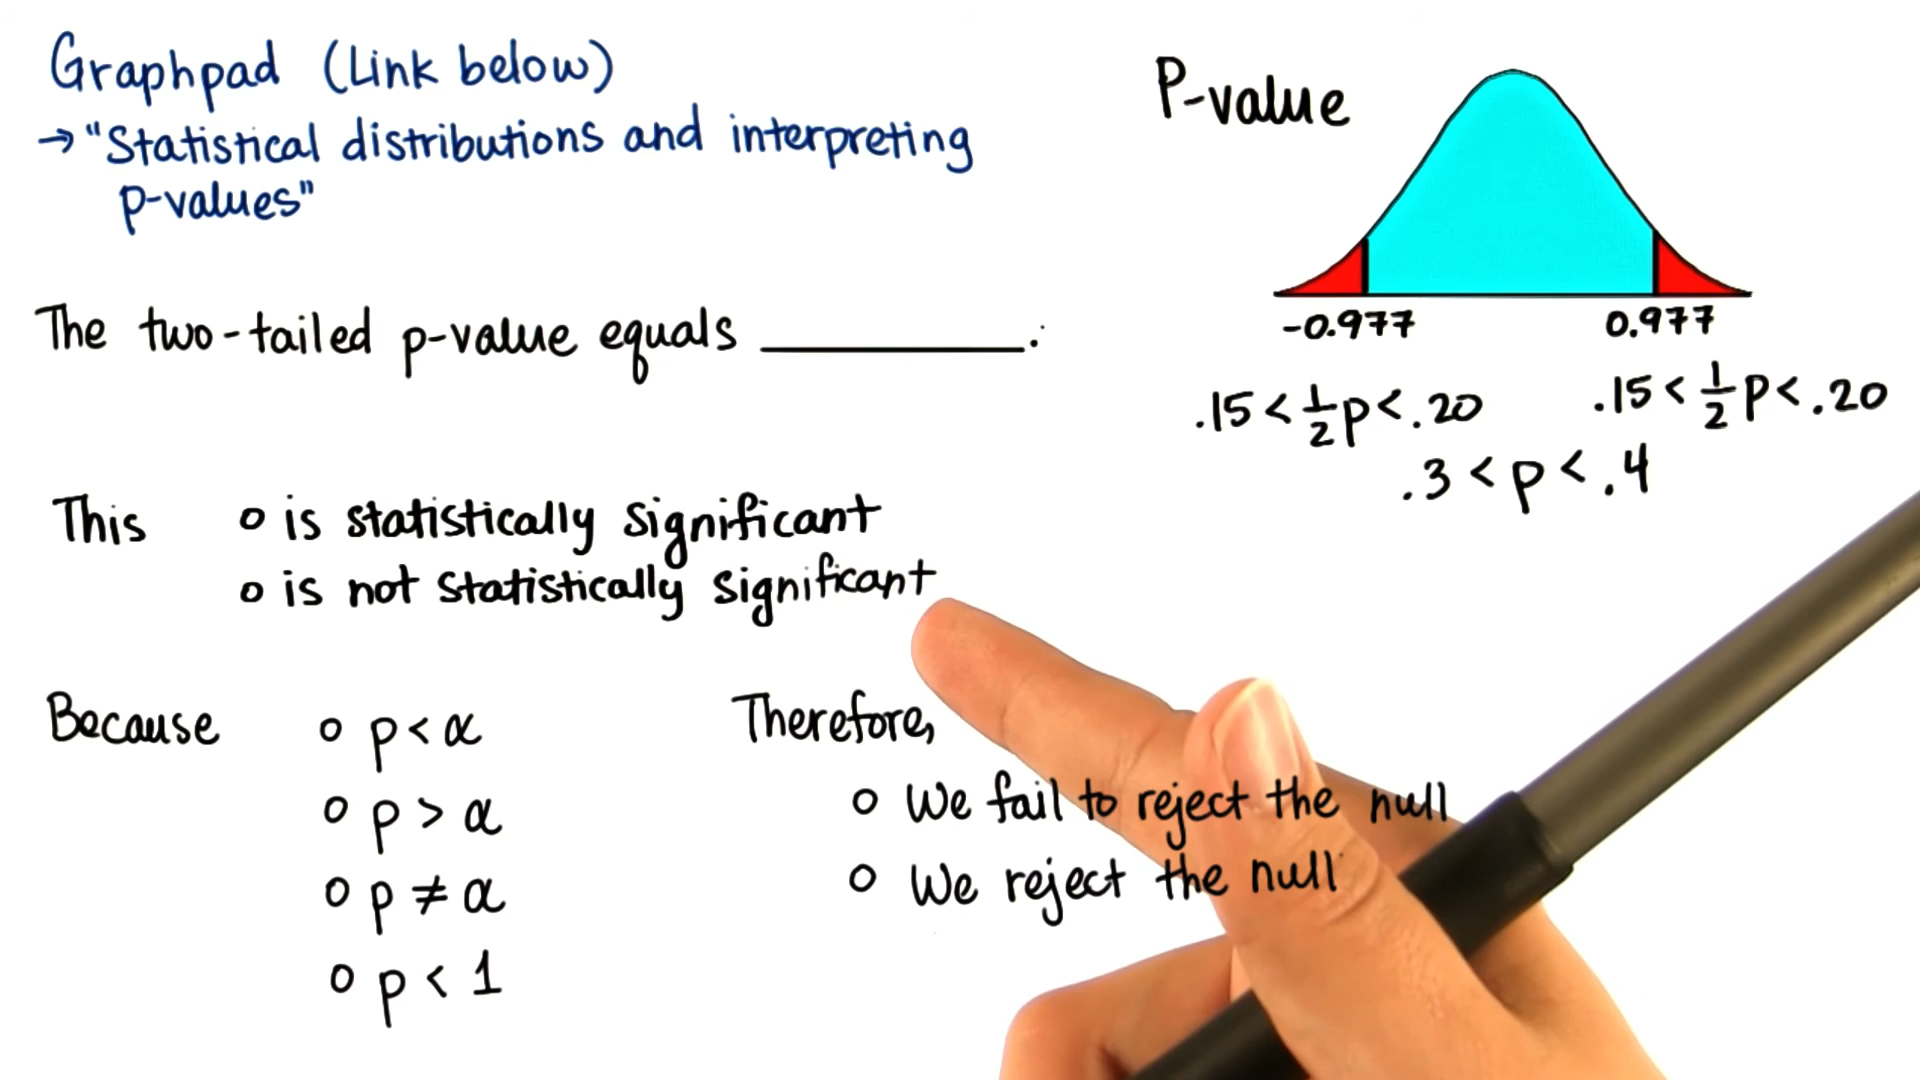 Graphpad (Link below)
→ "Statistical distributions and interpreting
p-values"
P-value
-0.977 0.977
.15 < 1/2 p < .20 .15 < 1/2 p < .20
.3 < p < .4
The two-tailed p-value equals ________.
This o is statistically significant
o is not statistically significant
Because o p < α
o p > α
o p ≠ α
o p < 1
Therefore,
o We fail to reject the null
o We reject the null